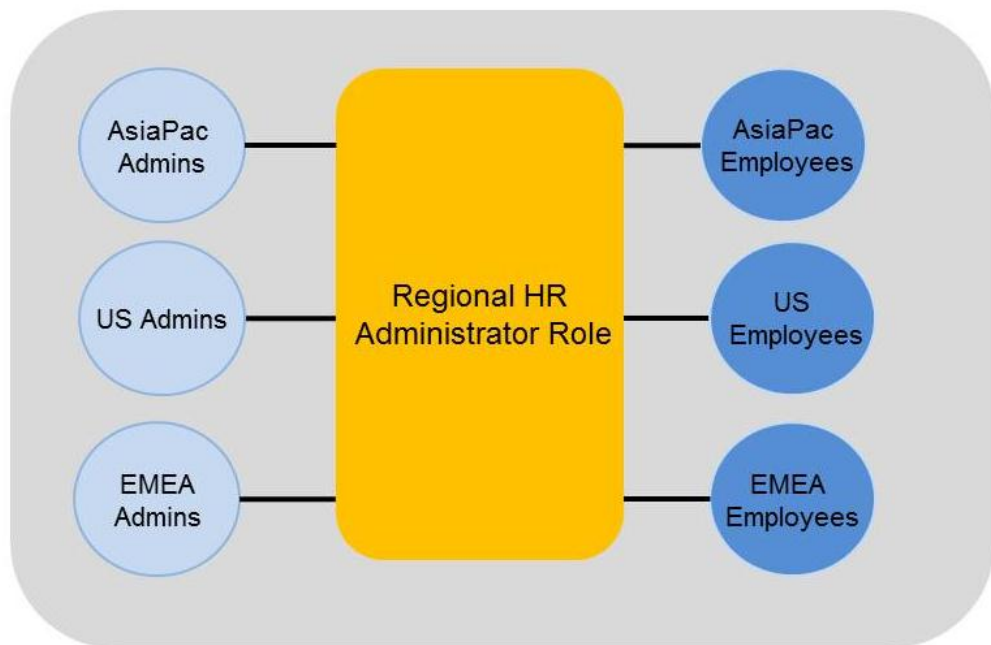 AsiaPac
Admins
US Admins
EMEA
Admins
Regional HR
Administrator Role
AsiaPac
Employees
US
Employees
EMEA
Employees